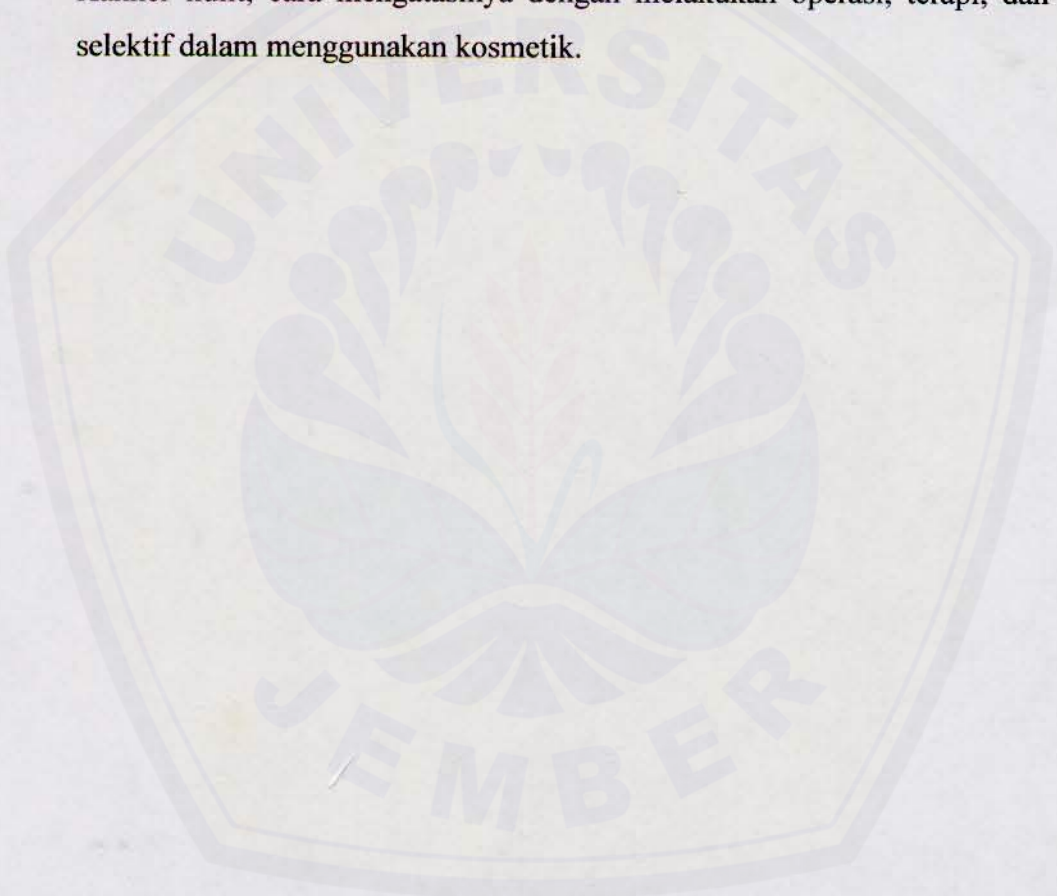 kanker kulit, cara mengatasinya dengan melakukan operasi, terapi, dan
selektif dalam menggunakan kosmetik.
UNIVERSITAS
JEMBER